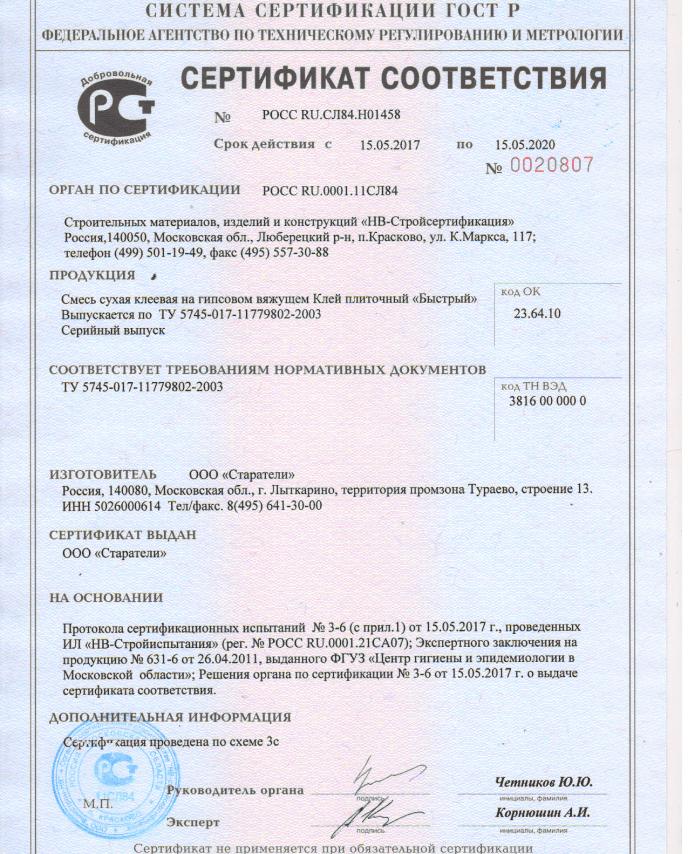 СИСТЕМА СЕРТИФИКАЦИИ ГОСТ Р
ФЕДЕРАЛЬНОЕ АГЕНТСТВО ПО ТЕХНИЧЕСКОМУ РЕГУЛИРОВАНИЮ И МЕТРОЛОГИИ
Добровольная
РСТ
сертификация
СЕРТИФИКАТ СООТВЕТСТВИЯ
№ РОСС RU.СЛ84.Н01458
Срок действия с 15.05.2017 по 15.05.2020
№ 0020807
ОРГАН ПО СЕРТИФИКАЦИИ РОСС RU.0001.11СЛ84
Строительных материалов, изделий и конструкций «НВ-Стройсертификация»
Россия,140050, Московская обл., Люберецкий р-н, п.Красково, ул. К.Маркса, 117;
телефон (499) 501-19-49, факс (495) 557-30-88
ПРОДУКЦИЯ
Смесь сухая клеевая на гипсовом вяжущем Клей плиточный «Быстрый»
Выпускается по ТУ 5745-017-11779802-2003
Серийный выпуск
код ОК
23.64.10
СООТВЕТСТВУЕТ ТРЕБОВАНИЯМ НОРМАТИВНЫХ ДОКУМЕНТОВ
ТУ 5745-017-11779802-2003
код ТН ВЭД
3816 00 000 0
ИЗГОТОВИТЕЛЬ ООО «Старатели»
Россия, 140080, Московская обл., г. Лыткарино, территория промзона Тураево, строение 13.
ИНН 5026000614 Тел/факс. 8(495) 641-30-00
СЕРТИФИКАТ ВЫДАН
ООО «Старатели»
НА ОСНОВАНИИ
Протокола сертификационных испытаний № 3-6 (с прил.1) от 15.05.2017 г., проведенных
ИЛ «НВ-Стройиспытания» (рег. № РОСС RU.0001.21СА07); Экспертного заключения на
продукцию № 631-6 от 26.04.2011, выданного ФГУЗ «Центр гигиены и эпидемиологии в
Московской области»; Решения органа по сертификации № 3-6 от 15.05.2017 г. о выдаче
сертификата соответствия.
ДОПОЛНИТЕЛЬНАЯ ИНФОРМАЦИЯ
Сертификация проведена по схеме 3с
11СЛ84
М.П.
Руководитель органа
подпись
Четников Ю.Ю.
инициалы, фамилия
Эксперт
подпись
Корнюшин А.И.
инициалы, фамилия
Сертификат не применяется при обязательной сертификации